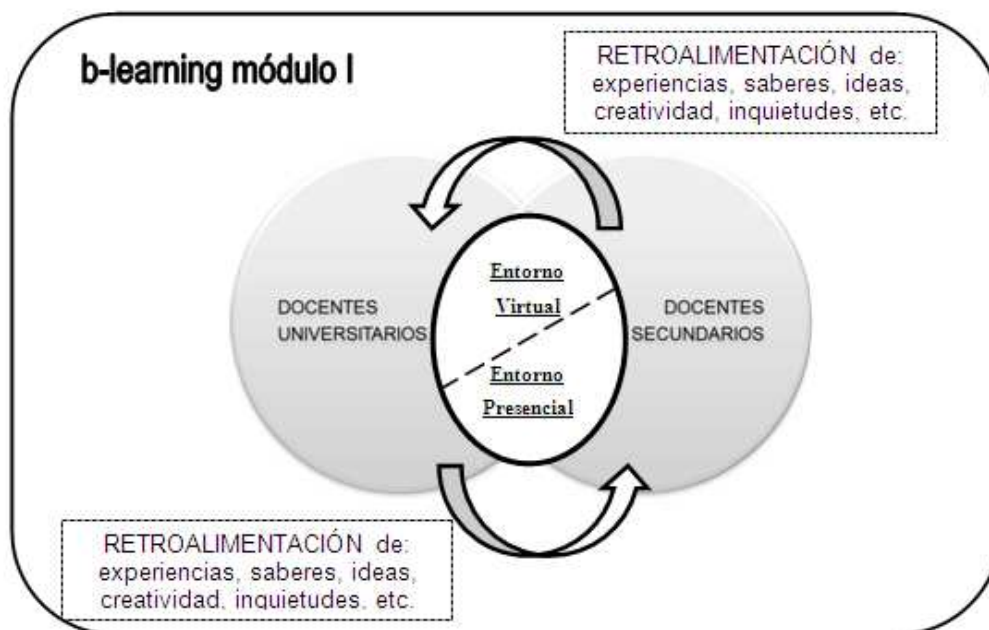 b-learning módulo I
RETROALIMENTACIÓN de:
experiencias, saberes, ideas,
creatividad, inquietudes, etc.
Entorno
Virtual
DOCENTES
UNIVERSITARIOS
DOCENTES
SECUNDARIOS
Entorno
Presencial
RETROALIMENTACIÓN de:
experiencias, saberes, ideas,
creatividad, inquietudes, etc.